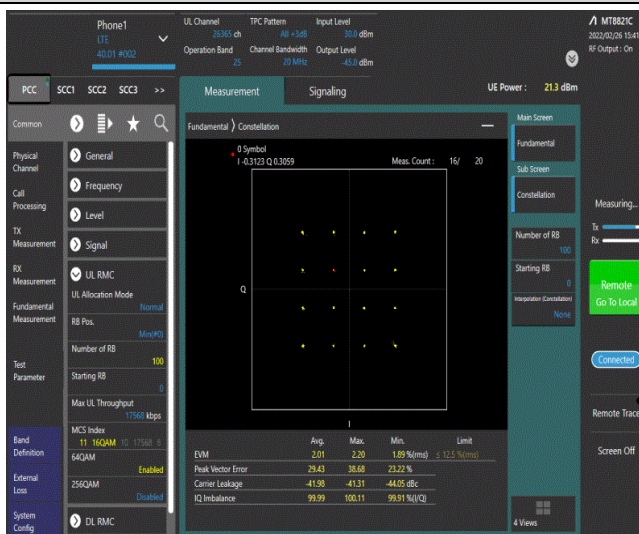 Phone1
LTE
40.01 #002
UL Channel
26365 ch
TPC Pattern
All +3dB
Input Level
30.0 dBm
Operation Band
25
Channel Bandwidth
20 MHz
Output Level
-45.0 dBm
MT8821C
2022/02/26 15:41
RF Output : On
PCC SCC1 SCC2 SCC3 >>
Measurement
Signaling
UE Power : 21.3 dBm
Common
Physical
Channel
Call
Processing
TX
Measurement
RX
Measurement
Fundamental
Measurement
Test
Parameter
Band
Definition
External
Loss
System
Config
General
Frequency
Level
Signal
UL RMC
UL Allocation Mode
Normal
RB Pos.
Min(#0)
Number of RB
100
Starting RB
0
Max UL Throughput
17568 kbps
MCS Index
11 16QAM 10 17568 6
64QAM
Enabled
256QAM
Disabled
DL RMC
Fundamental 〉 Constellation
0 Symbol
I -0.3123 Q 0.3059
Meas. Count : 16/ 20
Q
I
Avg. Max. Min. Limit
EVM 2.01 2.20 1.89 %(rms) ≤ 12.5 %(rms)
Peak Vector Error 29.43 38.68 23.22 %
Carrier Leakage -41.98 -41.31 -44.05 dBc
IQ Imbalance 99.99 100.11 99.91 %(I/Q)
Main Screen
Fundamental
Sub Screen
Constellation
Number of RB
100
Starting RB
0
Interpolation (Constellation)
None
4 Views
Measuring...
Tx
Rx
Remote
Go To Local
Connected
Remote Trace
Screen Off